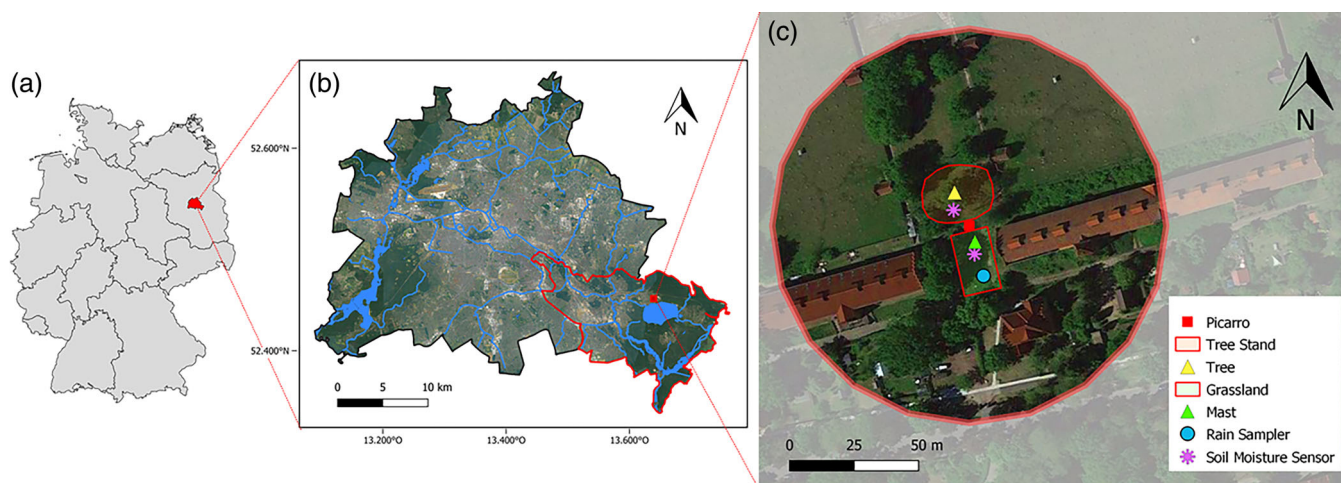 (a)
(b)
N
52.600°N
52.400°N
0 5 10 km
13.200°O 13.400°O 13.600°O
(c)
N
Picarro
Tree Stand
Tree
Grassland
Mast
Rain Sampler
Soil Moisture Sensor
0 25 50 m